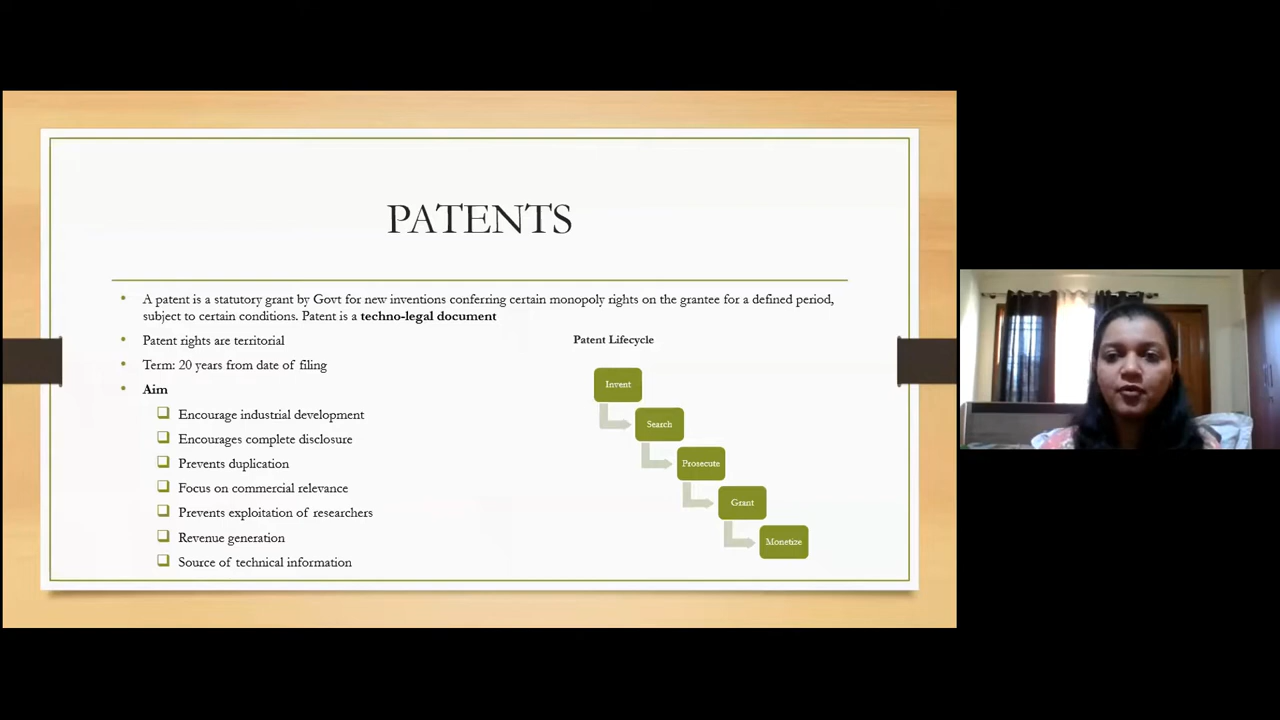 PATENTS
A patent is a statutory grant by Govt for new inventions conferring certain monopoly rights on the grantee for a defined period,
subject to certain conditions. Patent is a techno-legal document
Patent rights are territorial
Term: 20 years from date of filing
Aim
Encourage industrial development
Encourages complete disclosure
Prevents duplication
Focus on commercial relevance
Prevents exploitation of researchers
Revenue generation
Source of technical information
Patent Lifecycle
Invent
Search
Prosecute
Grant
Monetize